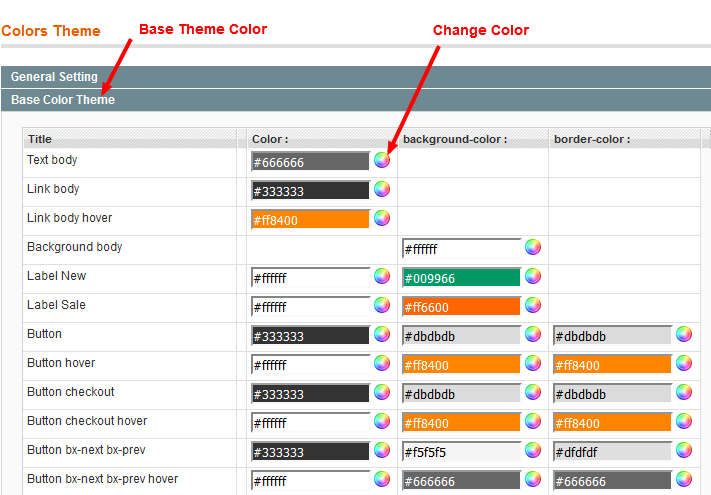 Base Theme Color Change Color
Colors Theme
General Setting
Base Color Theme
Title Color : background-color : border-color :
Text body #666666
Link body #333333
Link body hover #ff8400
Background body #ffffff
Label New #ffffff #009966
Label Sale #ffffff #ff6600
Button #333333 #dbdbdb #dbdbdb
Button hover #ffffff #ff8400 #ff8400
Button checkout #333333 #dbdbdb #dbdbdb
Button checkout hover #ffffff #ff8400 #ff8400
Button bx-next bx-prev #333333 #f5f5f5 #dfdfdf
Button bx-next bx-prev hover #ffffff #666666 #666666